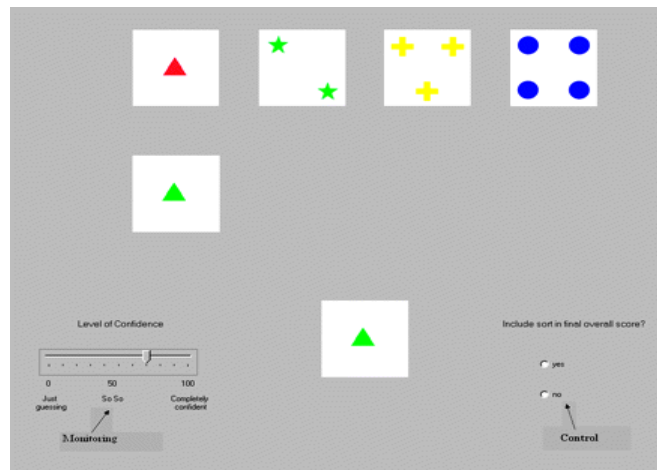 Level of Confidence
Include sort in final overall score?
yes
0 50 100
Just guessing So So Completely confident
no
Monitoring
Control